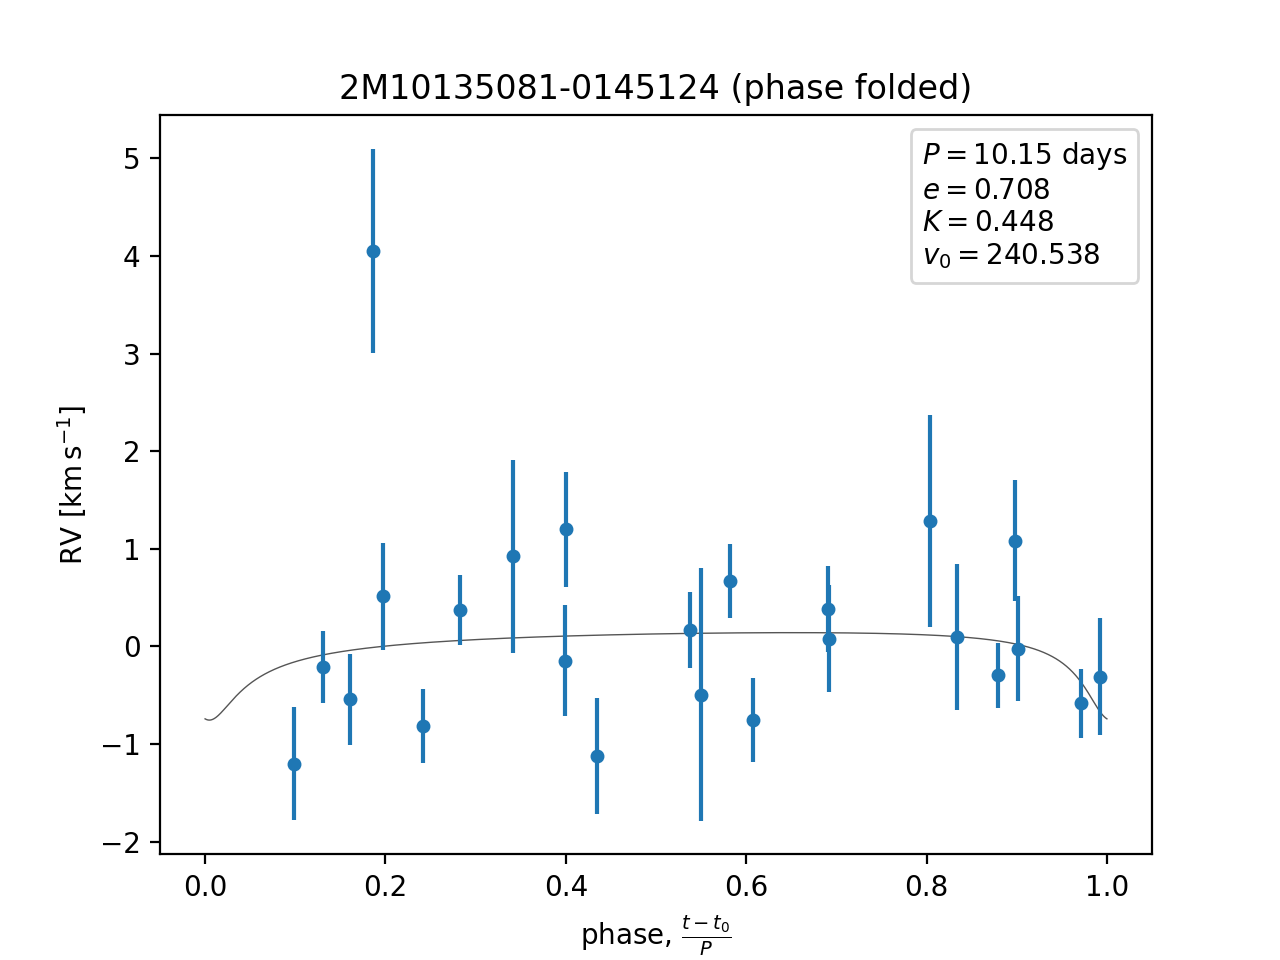 2M10135081-0145124 (phase folded)
P = 10.15 days
e = 0.708
K = 0.448
v₀ = 240.538
5
4
3
2
1
0
−1
−2
RV [km s⁻¹]
0.0 0.2 0.4 0.6 0.8 1.0
phase, (t − t₀)/P